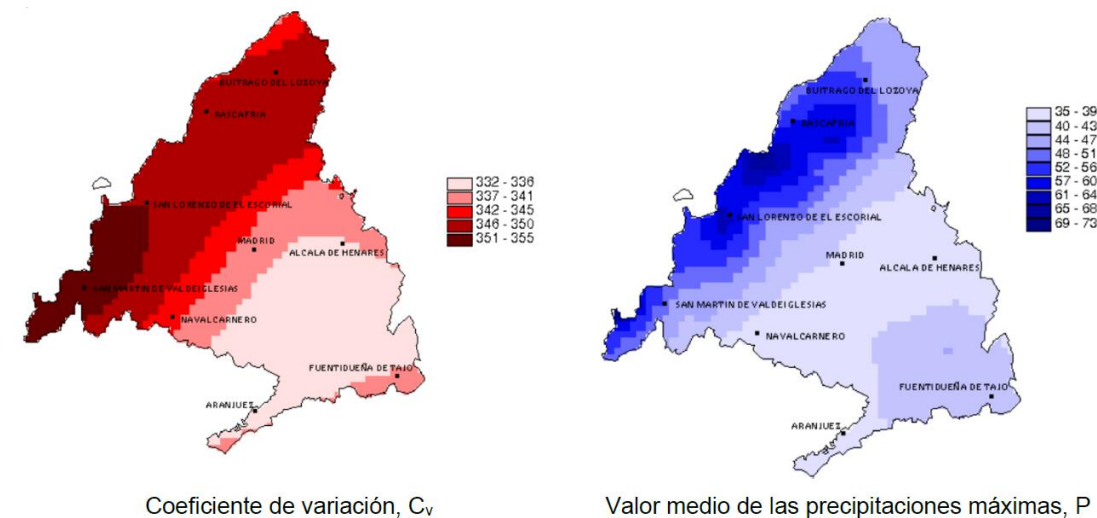 BUITRAGO DEL LOZOYA
RASCAFRIA
SAN LORENZO DE EL ESCORIAL
MADRID
ALCALA DE HENARES
SAN MARTIN DE VALDEIGLESIAS
NAVALCARNERO
FUENTIDUEÑA DE TAJO
ARANJUEZ
332 - 336
337 - 341
342 - 345
346 - 350
351 - 355
Coeficiente de variación, Cv
BUITRAGO DEL LOZOYA
RASCAFRIA
SAN LORENZO DE EL ESCORIAL
MADRID
ALCALA DE HENARES
SAN MARTIN DE VALDEIGLESIAS
NAVALCARNERO
FUENTIDUEÑA DE TAJO
ARANJUEZ
35 - 39
40 - 43
44 - 47
48 - 51
52 - 56
57 - 60
61 - 64
65 - 68
69 - 73
Valor medio de las precipitaciones máximas, P